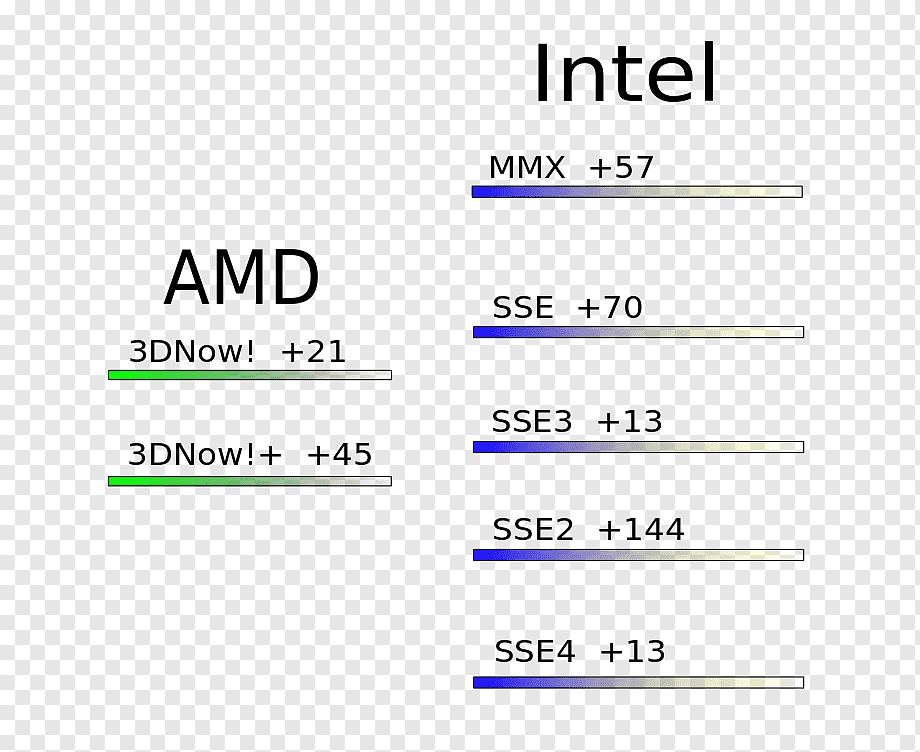 Intel
MMX +57
SSE +70
SSE3 +13
SSE2 +144
SSE4 +13
AMD
3DNow! +21
3DNow!+ +45